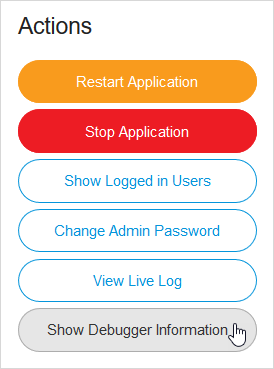 Actions
Restart Application
Stop Application
Show Logged in Users
Change Admin Password
View Live Log
Show Debugger Information